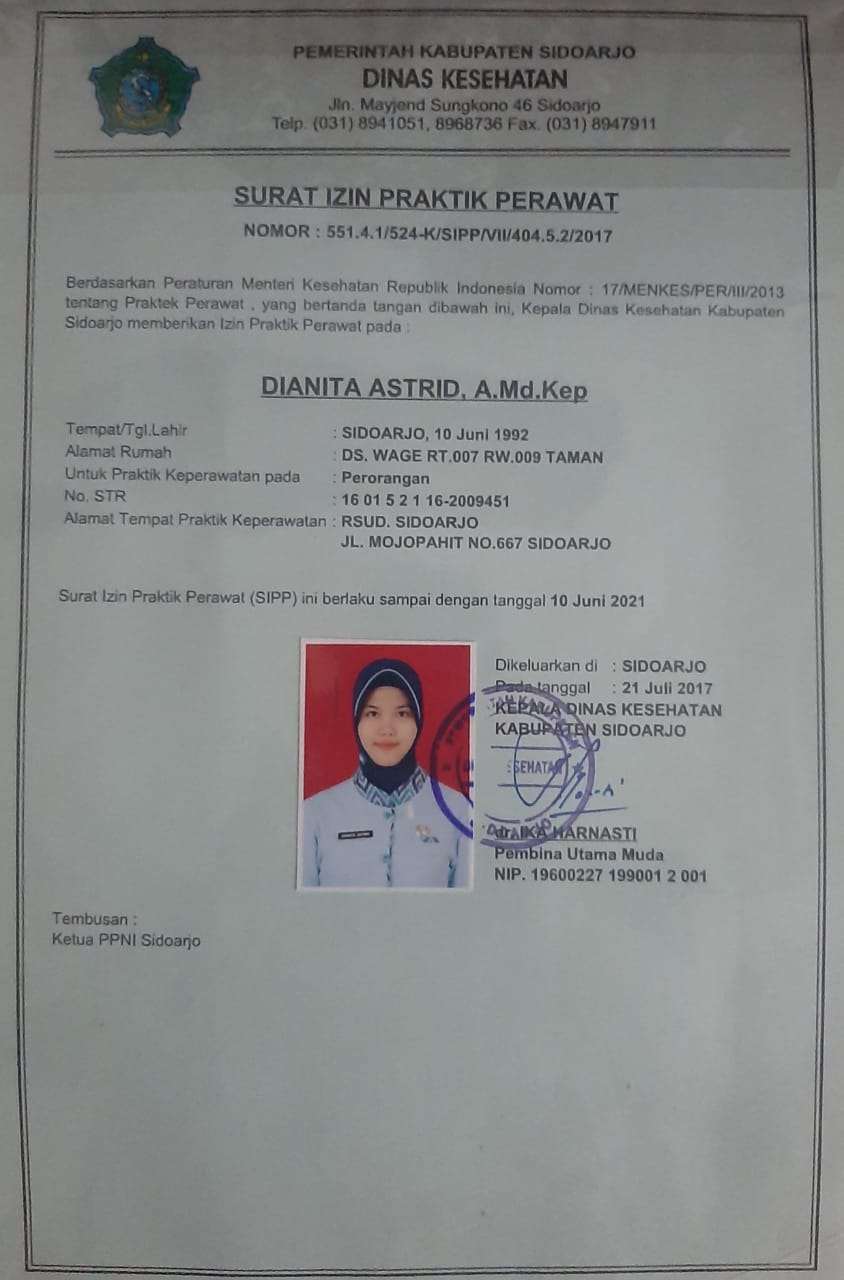 PEMERINTAH KABUPATEN SIDOARJO
DINAS KESEHATAN
Jln. Mayjend Sungkono 46 Sidoarjo
Telp. (031) 8941051, 8968736 Fax. (031) 8947911
SURAT IZIN PRAKTIK PERAWAT
NOMOR : 551.4.1/524-K/SIPP/VII/404.5.2/2017
Berdasarkan Peraturan Menteri Kesehatan Republik Indonesia Nomor : 17/MENKES/PER/III/2013
tentang Praktek Perawat , yang bertanda tangan dibawah ini, Kepala Dinas Kesehatan Kabupaten
Sidoarjo memberikan Izin Praktik Perawat pada :
DIANITA ASTRID, A.Md.Kep
Tempat/Tgl.Lahir : SIDOARJO, 10 Juni 1992
Alamat Rumah : DS. WAGE RT.007 RW.009 TAMAN
Untuk Praktik Keperawatan pada : Perorangan
No. STR : 16 01 5 2 1 16-2009451
Alamat Tempat Praktik Keperawatan : RSUD. SIDOARJO
JL. MOJOPAHIT NO.667 SIDOARJO
Surat Izin Praktik Perawat (SIPP) ini berlaku sampai dengan tanggal 10 Juni 2021
Dikeluarkan di : SIDOARJO
Pada tanggal : 21 Juli 2017
KEPALA DINAS KESEHATAN
KABUPATEN SIDOARJO
SEHATAN
dr. IKA HARNASTI
Pembina Utama Muda
NIP. 19600227 199001 2 001
Tembusan :
Ketua PPNI Sidoarjo